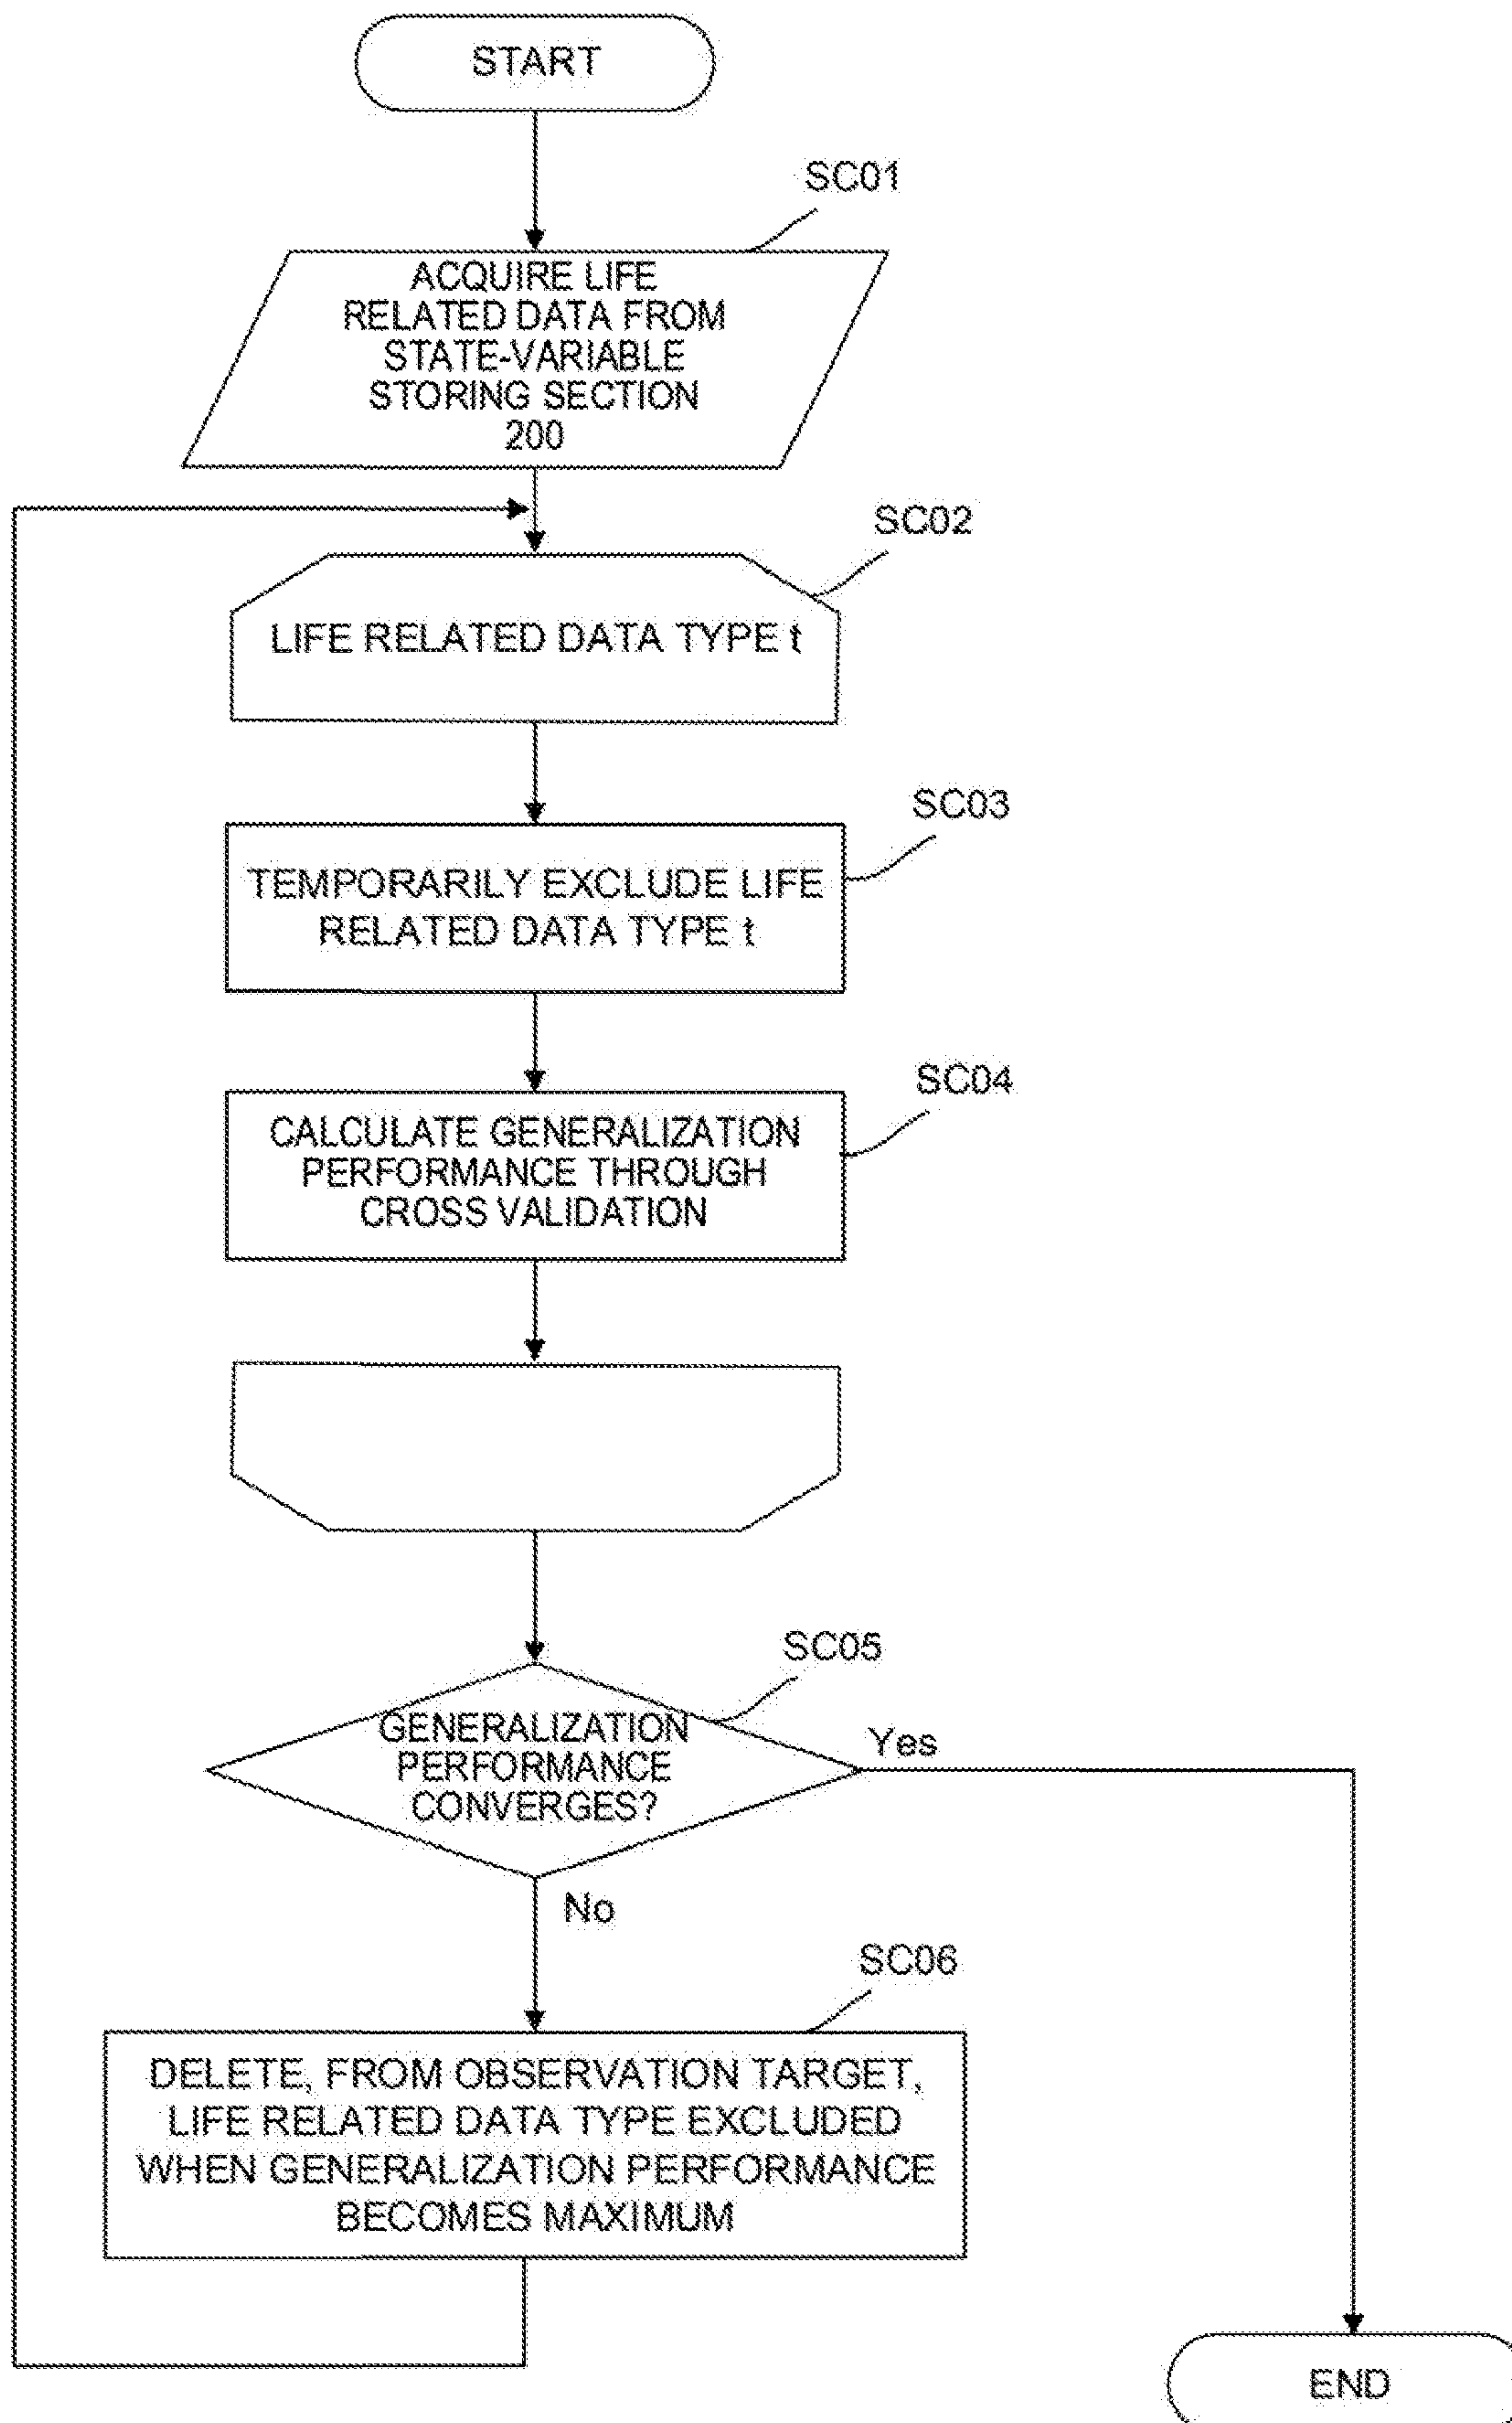 START
SC01
ACQUIRE LIFE
RELATED DATA FROM
STATE-VARIABLE
STORING SECTION
200
SC02
LIFE RELATED DATA TYPE t
SC03
TEMPORARILY EXCLUDE LIFE
RELATED DATA TYPE t
SC04
CALCULATE GENERALIZATION
PERFORMANCE THROUGH
CROSS VALIDATION
SC05
GENERALIZATION
PERFORMANCE
CONVERGES?
Yes
No
SC06
DELETE, FROM OBSERVATION TARGET,
LIFE RELATED DATA TYPE EXCLUDED
WHEN GENERALIZATION PERFORMANCE
BECOMES MAXIMUM
END